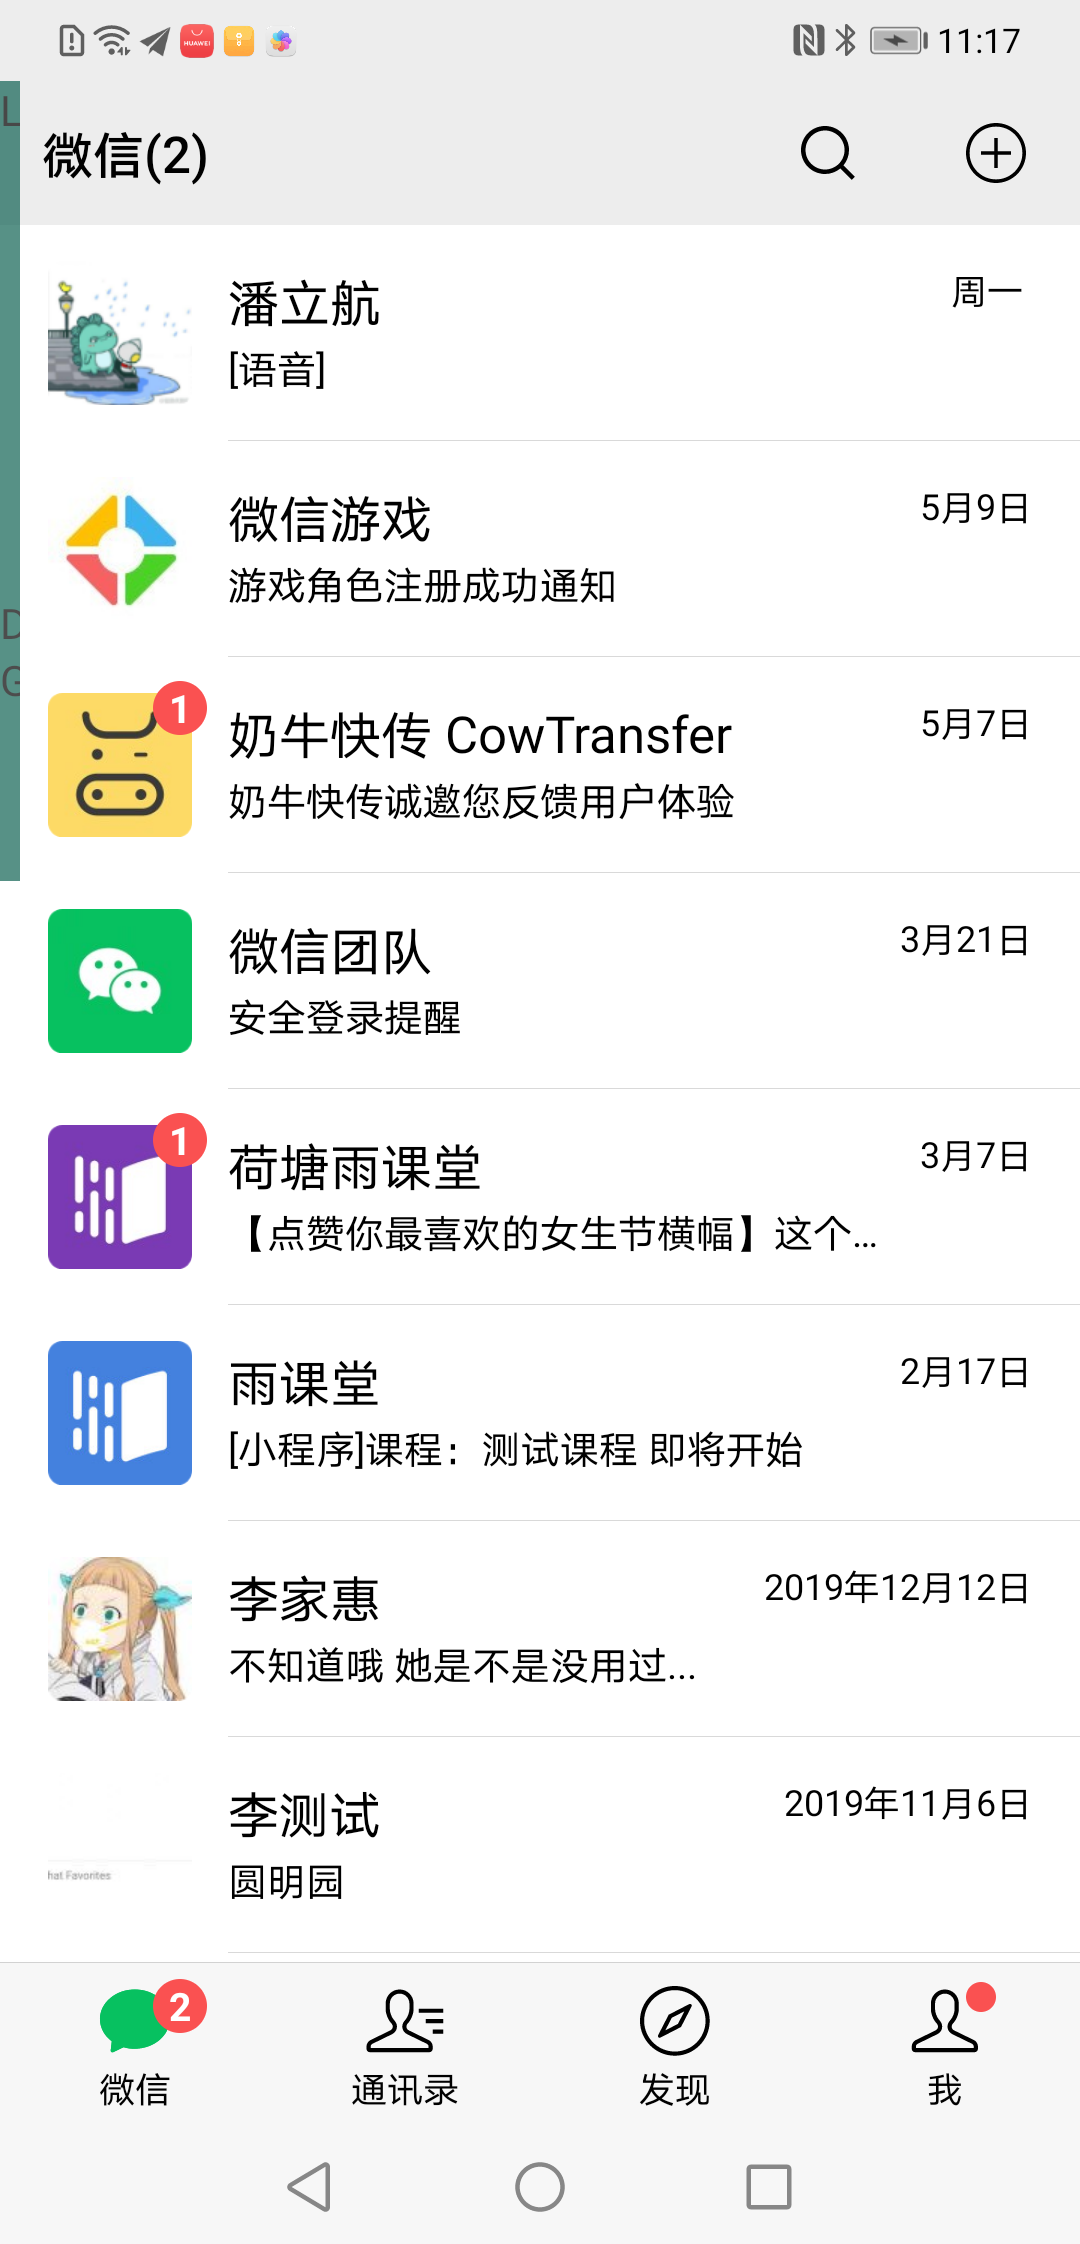 HUAWEI
11:17
L
微信(2)
潘立航
周一
[语音]
微信游戏
5月9日
游戏角色注册成功通知
D
G
1
奶牛快传 CowTransfer
5月7日
奶牛快传诚邀您反馈用户体验
微信团队
3月21日
安全登录提醒
1
荷塘雨课堂
3月7日
【点赞你最喜欢的女生节横幅】这个...
雨课堂
2月17日
[小程序]课程：测试课程 即将开始
李家惠
2019年12月12日
不知道哦 她是不是没用过...
李测试
2019年11月6日
hat Favorites
圆明园
2
微信
通讯录
发现
我